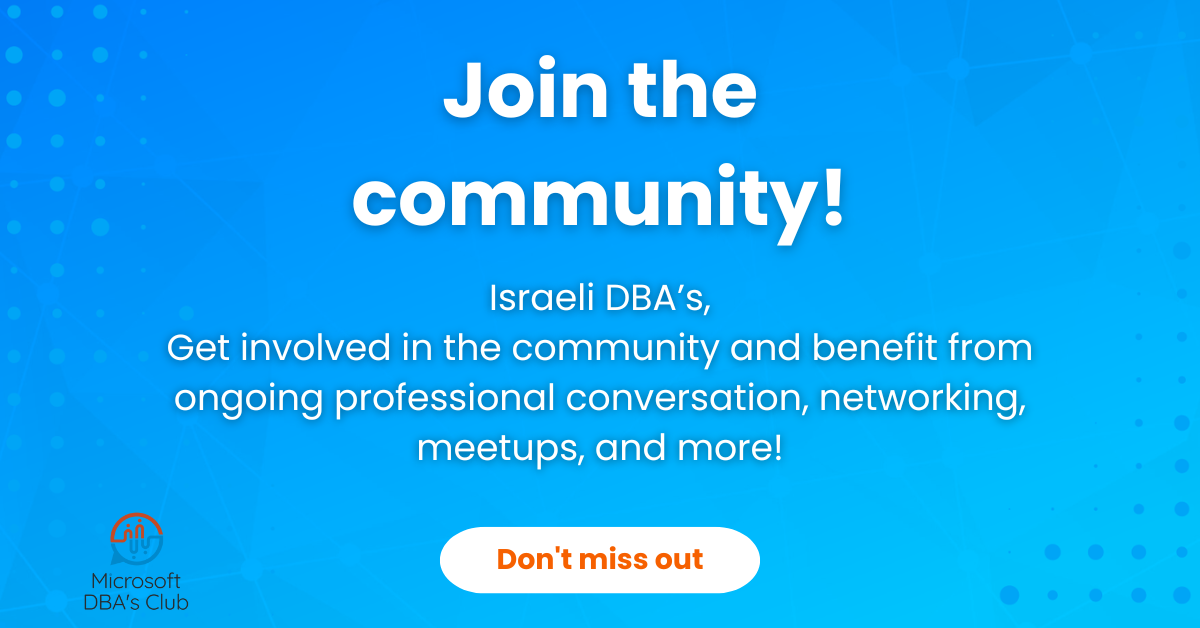 Join the
community!
Israeli DBA’s,
Get involved in the community and benefit from
ongoing professional conversation, networking,
meetups, and more!
Don't miss out
Microsoft
DBA's Club